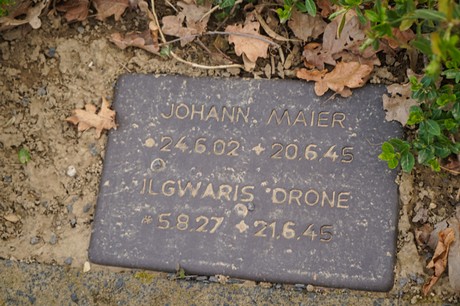 JOHANN MAIER
*24.6.02 ✦ 20.6.45
ILGWARIS DRONE
*5.8.27 ✦ 21.6.45